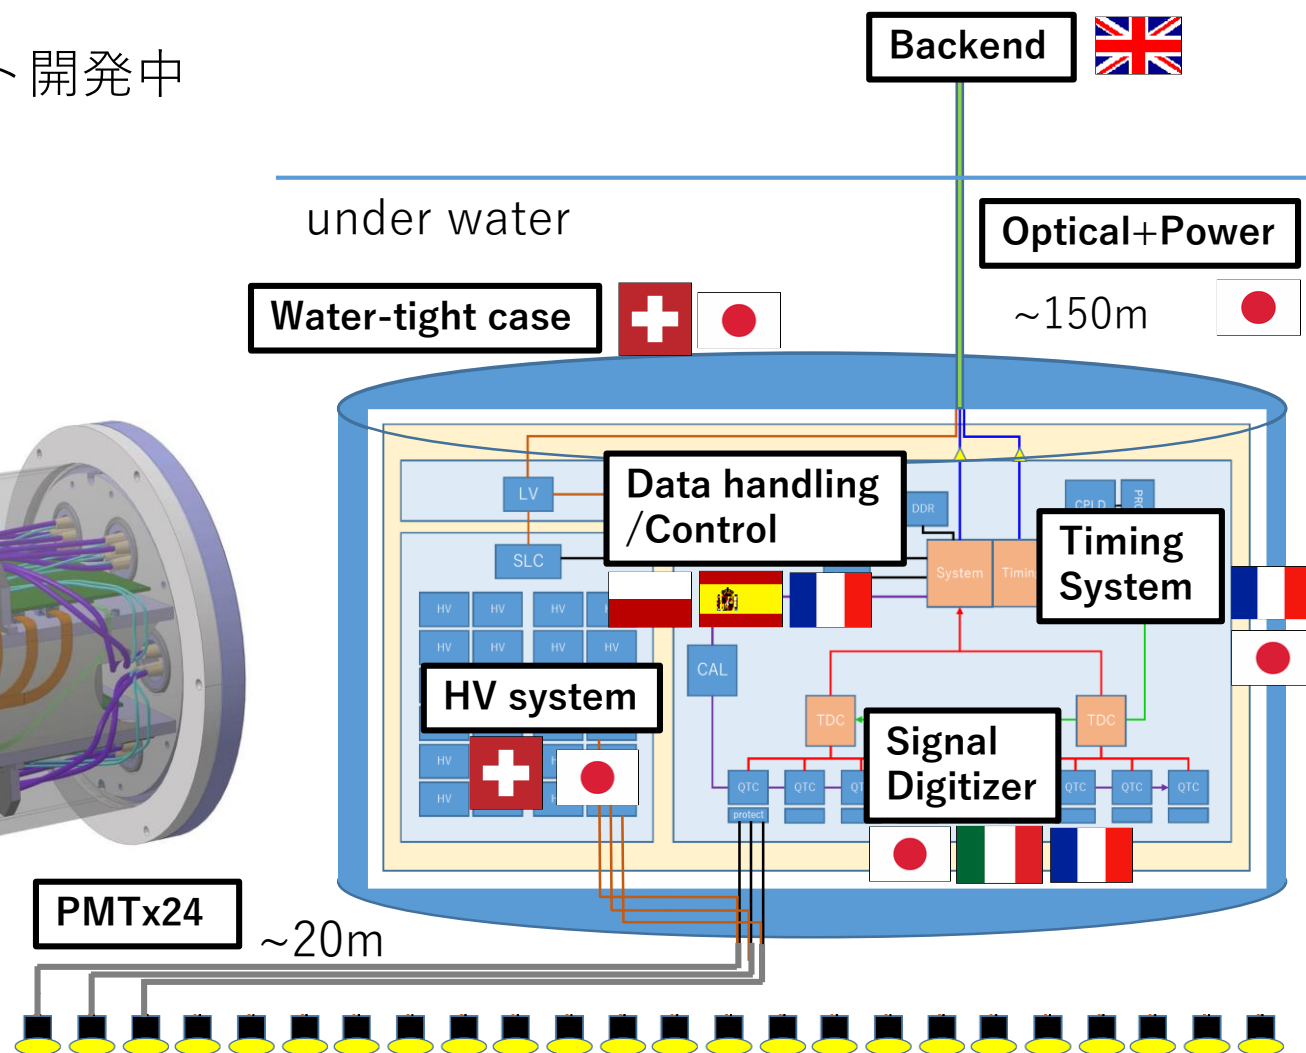 ト開発中
Backend
under water
Optical+Power
~150m
Water-tight case
LV
Data handling
/Control
DDR
CPLD
Timing
System
SLC
System
HV
HV
HV
HV
HV
HV
HV
CAL
HV system
TDC
TDC
Signal
Digitizer
HV
HV
QTC
QTC
QTC
QTC
QTC
protect
PMTx24
~20m